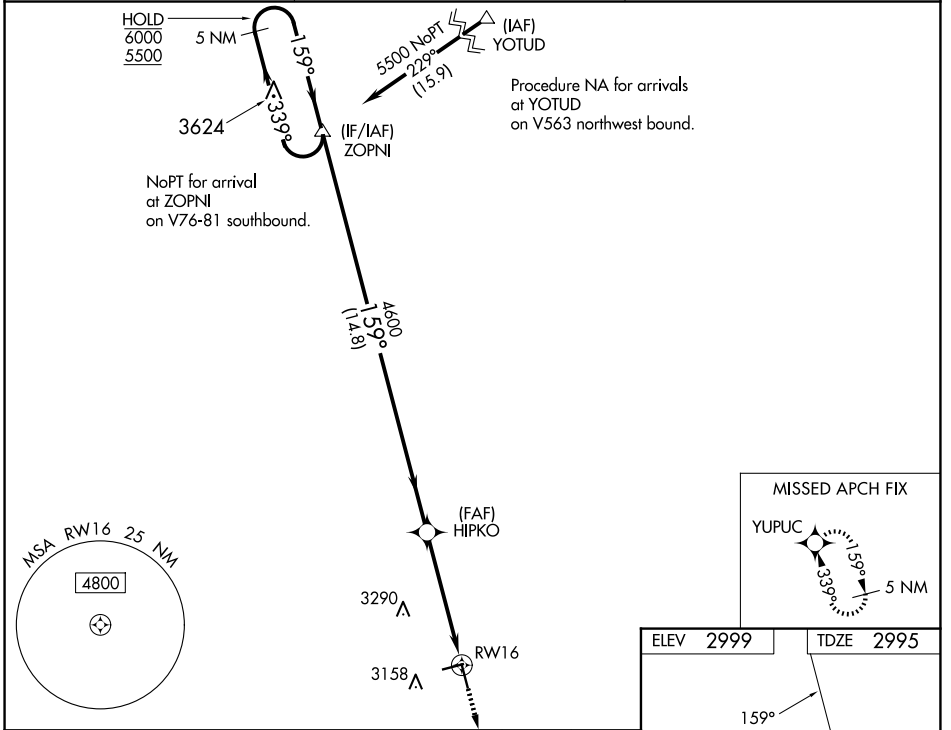 HOLD
6000
5500
5 NM
159°
339°
3624
(IF/IAF)
ZOPNI
5500 NoPT
229°
(15.9)
(IAF)
YOTUD
Procedure NA for arrivals
at YOTUD
on V563 northwest bound.
NoPT for arrival
at ZOPNI
on V76-81 southbound.
4600
159°
(14.8)
(FAF)
HIPKO
3290
3158
RW16
MSA RW16 25 NM
4800
MISSED APCH FIX
YUPUC
159°
339°
5 NM
ELEV 2999
TDZE 2995
159°